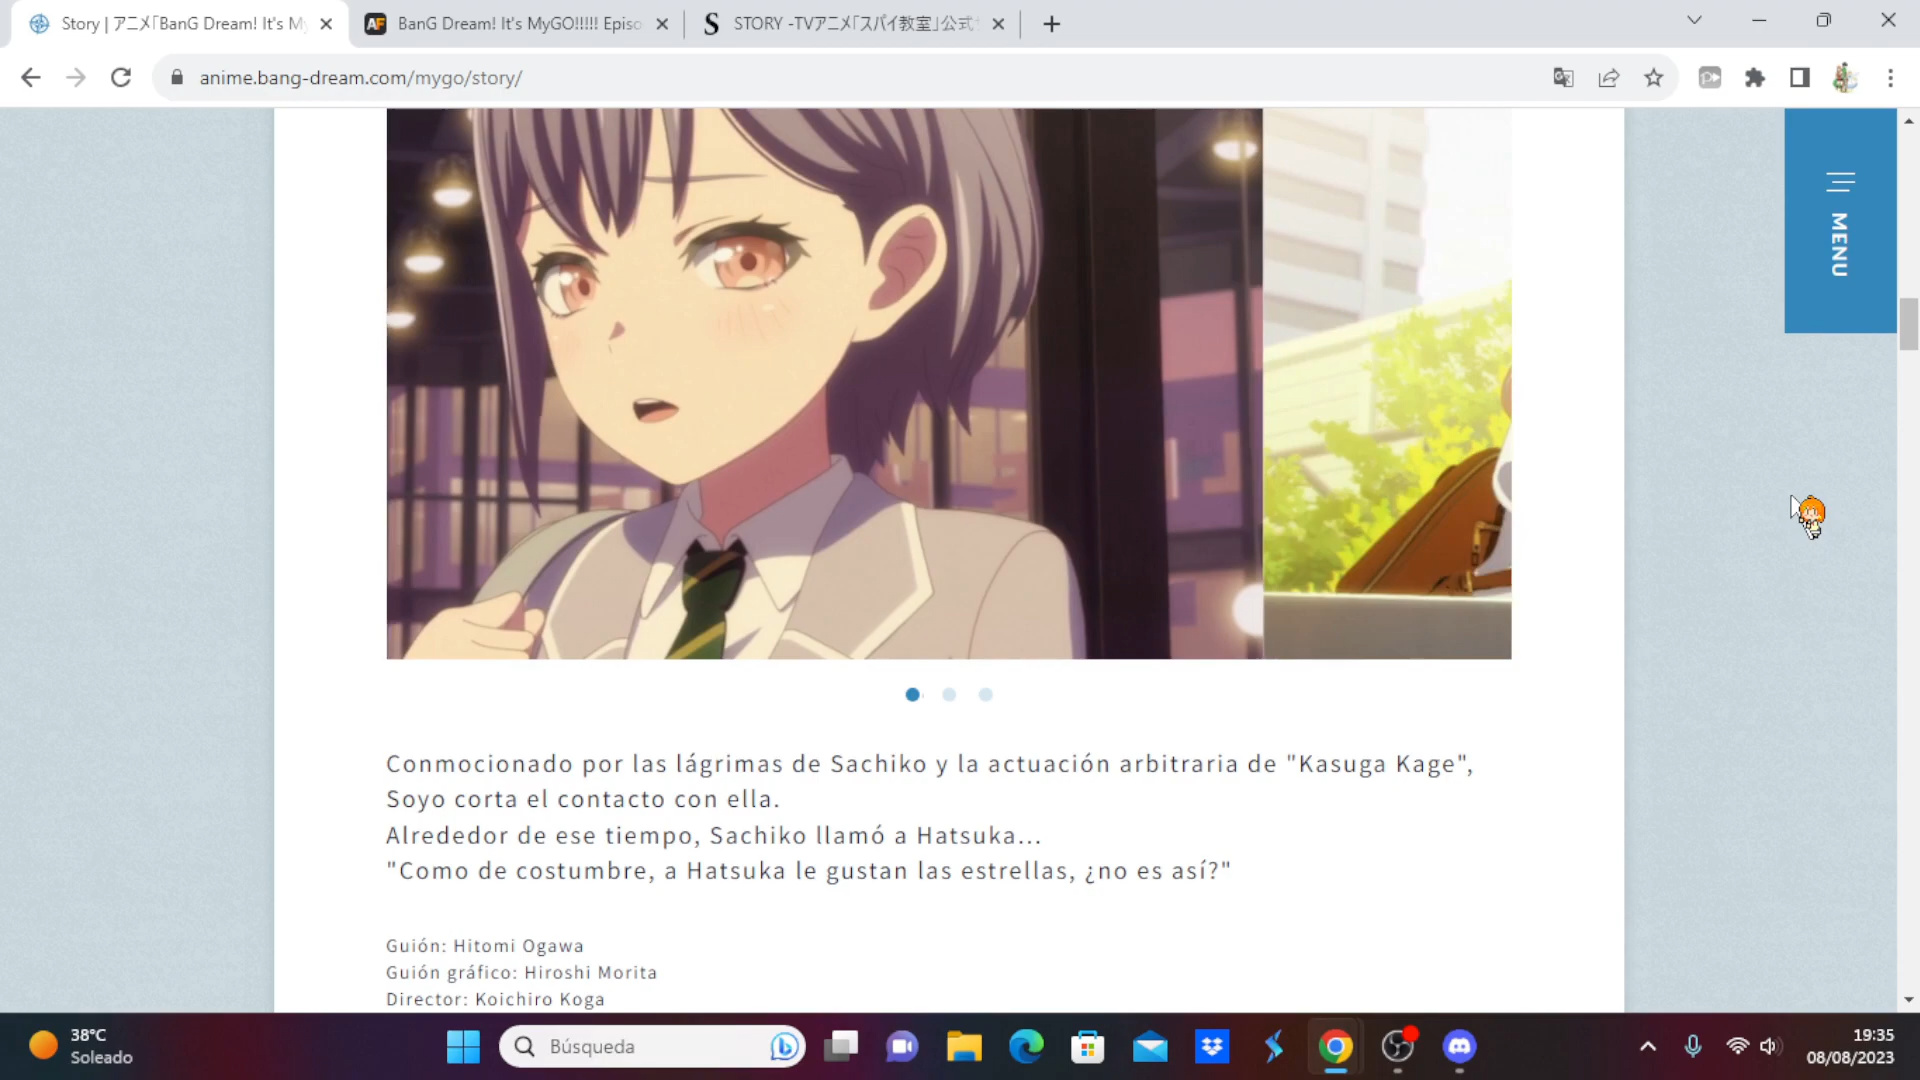 Story | アニメ「BanG Dream! It's My
BanG Dream! It's MyGO!!!!! Episo
STORY -TVアニメ「スパイ教室」公式
anime.bang-dream.com/mygo/story/
MENU
Conmocionado por las lágrimas de Sachiko y la actuación arbitraria de "Kasuga Kage",
Soyo corta el contacto con ella.
Alrededor de ese tiempo, Sachiko llamó a Hatsuka...
"Como de costumbre, a Hatsuka le gustan las estrellas, ¿no es así?"
Guión: Hitomi Ogawa
Guión gráfico: Hiroshi Morita
Director: Koichiro Koga
38°C
Soleado
Búsqueda
19:35
08/08/2023